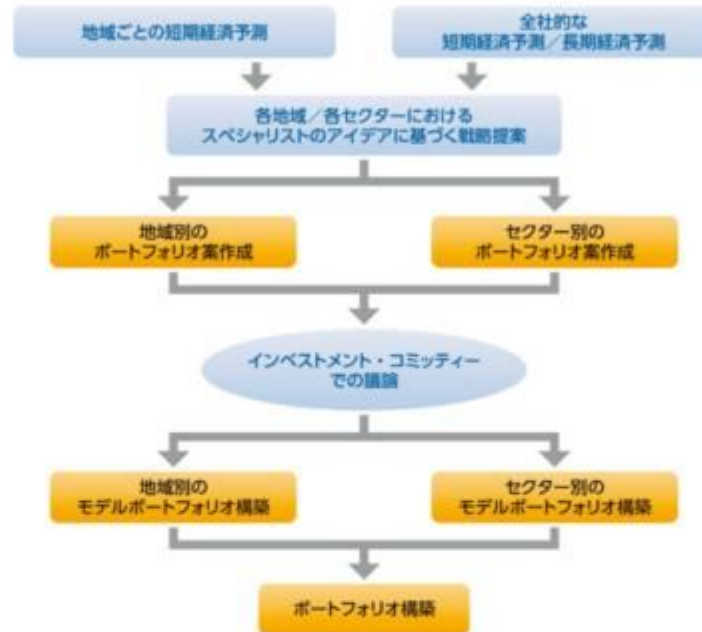 地域ごとの短期経済予測
全社的な
短期経済予測／長期経済予測
各地域／各セクターにおける
スペシャリストのアイデアに基づく戦略提案
地域別の
ポートフォリオ案作成
セクター別の
ポートフォリオ案作成
インベストメント・コミッティー
での議論
地域別の
モデルポートフォリオ構築
セクター別の
モデルポートフォリオ構築
ポートフォリオ構築